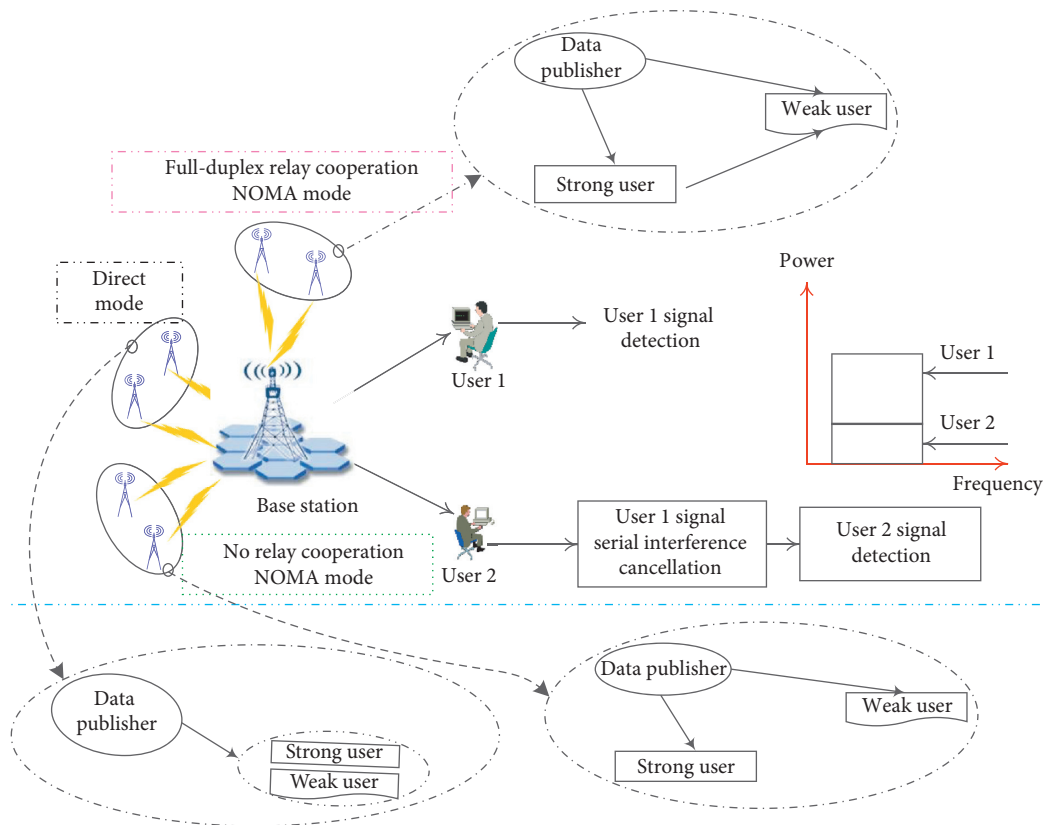 Data
publisher
Weak user
Strong user
Full-duplex relay cooperation
NOMA mode
Direct
mode
Power
User 1 signal
detection
User 1
User 1
User 2
Frequency
Base station
No relay cooperation
NOMA mode
User 2
User 1 signal
serial interference
cancellation
User 2 signal
detection
Data
publisher
Strong user
Weak user
Data publisher
Weak user
Strong user